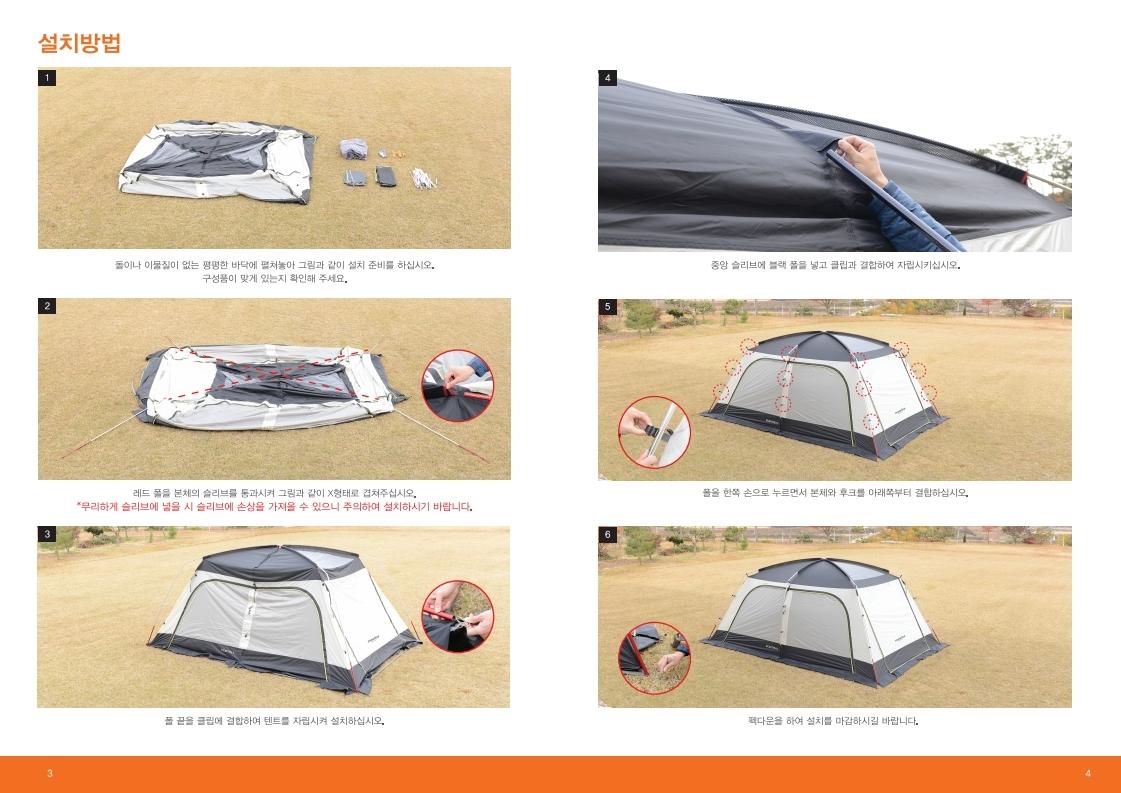 설치방법
1
돌이나 이물질이 없는 평평한 바닥에 펼쳐놓아 그림과 같이 설치 준비를 하십시오.
구성품이 맞게 있는지 확인해 주세요.
2
레드 폴을 본체의 슬리브를 통과시켜 그림과 같이 X형태로 겹쳐주십시오.
*무리하게 슬리브에 넣을 시 슬리브에 손상을 가져올 수 있으니 주의하여 설치하시기 바랍니다.
3
폴 끝을 클립에 결합하여 텐트를 자립시켜 설치하십시오.
4
중앙 슬리브에 블랙 폴을 넣고 클립과 결합하여 자립시키십시오.
5
폴을 한쪽 손으로 누르면서 본체와 후크를 아래쪽부터 결합하십시오.
6
펙다운을 하여 설치를 마감하시길 바랍니다.
3
4